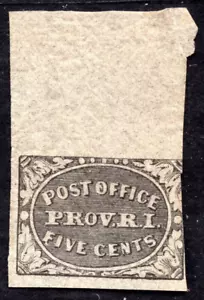 POST OFFICE
PROV. R.I.
FIVE CENTS